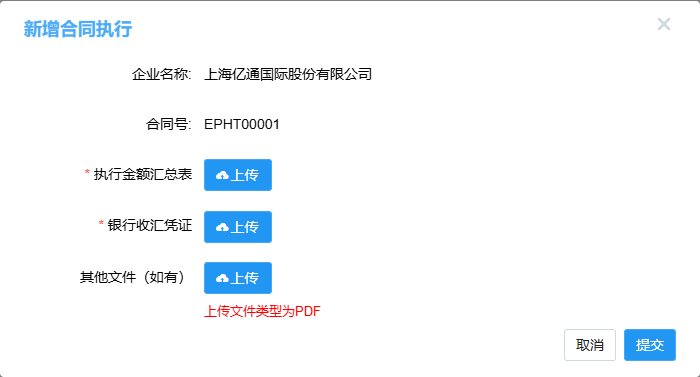 新增合同执行
企业名称: 上海亿通国际股份有限公司
合同号: EPHT00001
* 执行金额汇总表 上传
* 银行收汇凭证 上传
其他文件（如有） 上传
上传文件类型为PDF
取消 提交